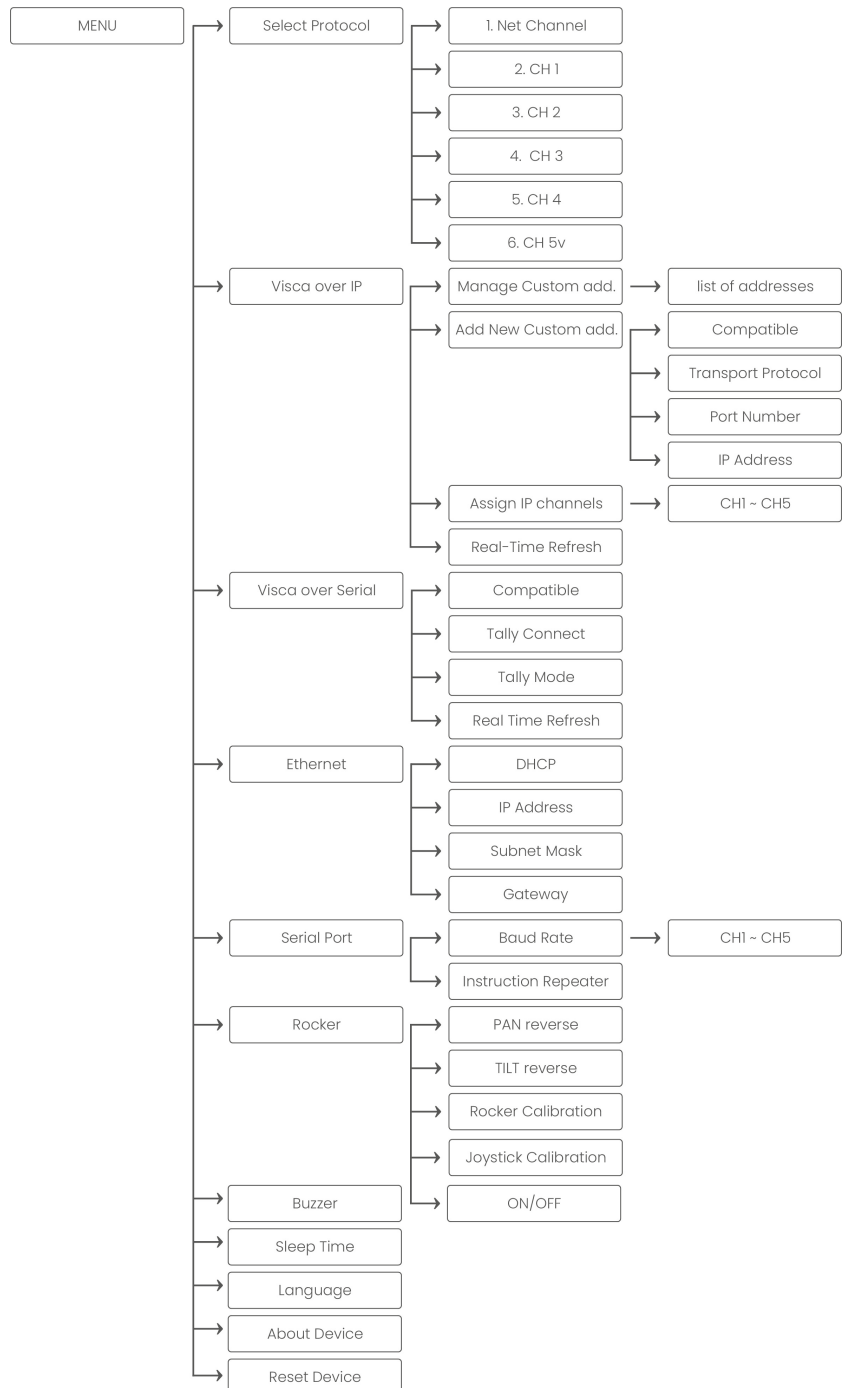 MENU
Select Protocol
1. Net Channel
2. CH 1
3. CH 2
4. CH 3
5. CH 4
6. CH 5v
Visca over IP
Manage Custom add.
list of addresses
Add New Custom add.
Compatible
Transport Protocol
Port Number
IP Address
Assign IP channels
CH1 ~ CH5
Real-Time Refresh
Visca over Serial
Compatible
Tally Connect
Tally Mode
Real Time Refresh
Ethernet
DHCP
IP Address
Subnet Mask
Gateway
Serial Port
Baud Rate
CH1 ~ CH5
Instruction Repeater
Rocker
PAN reverse
TILT reverse
Rocker Calibration
Joystick Calibration
Buzzer
ON/OFF
Sleep Time
Language
About Device
Reset Device